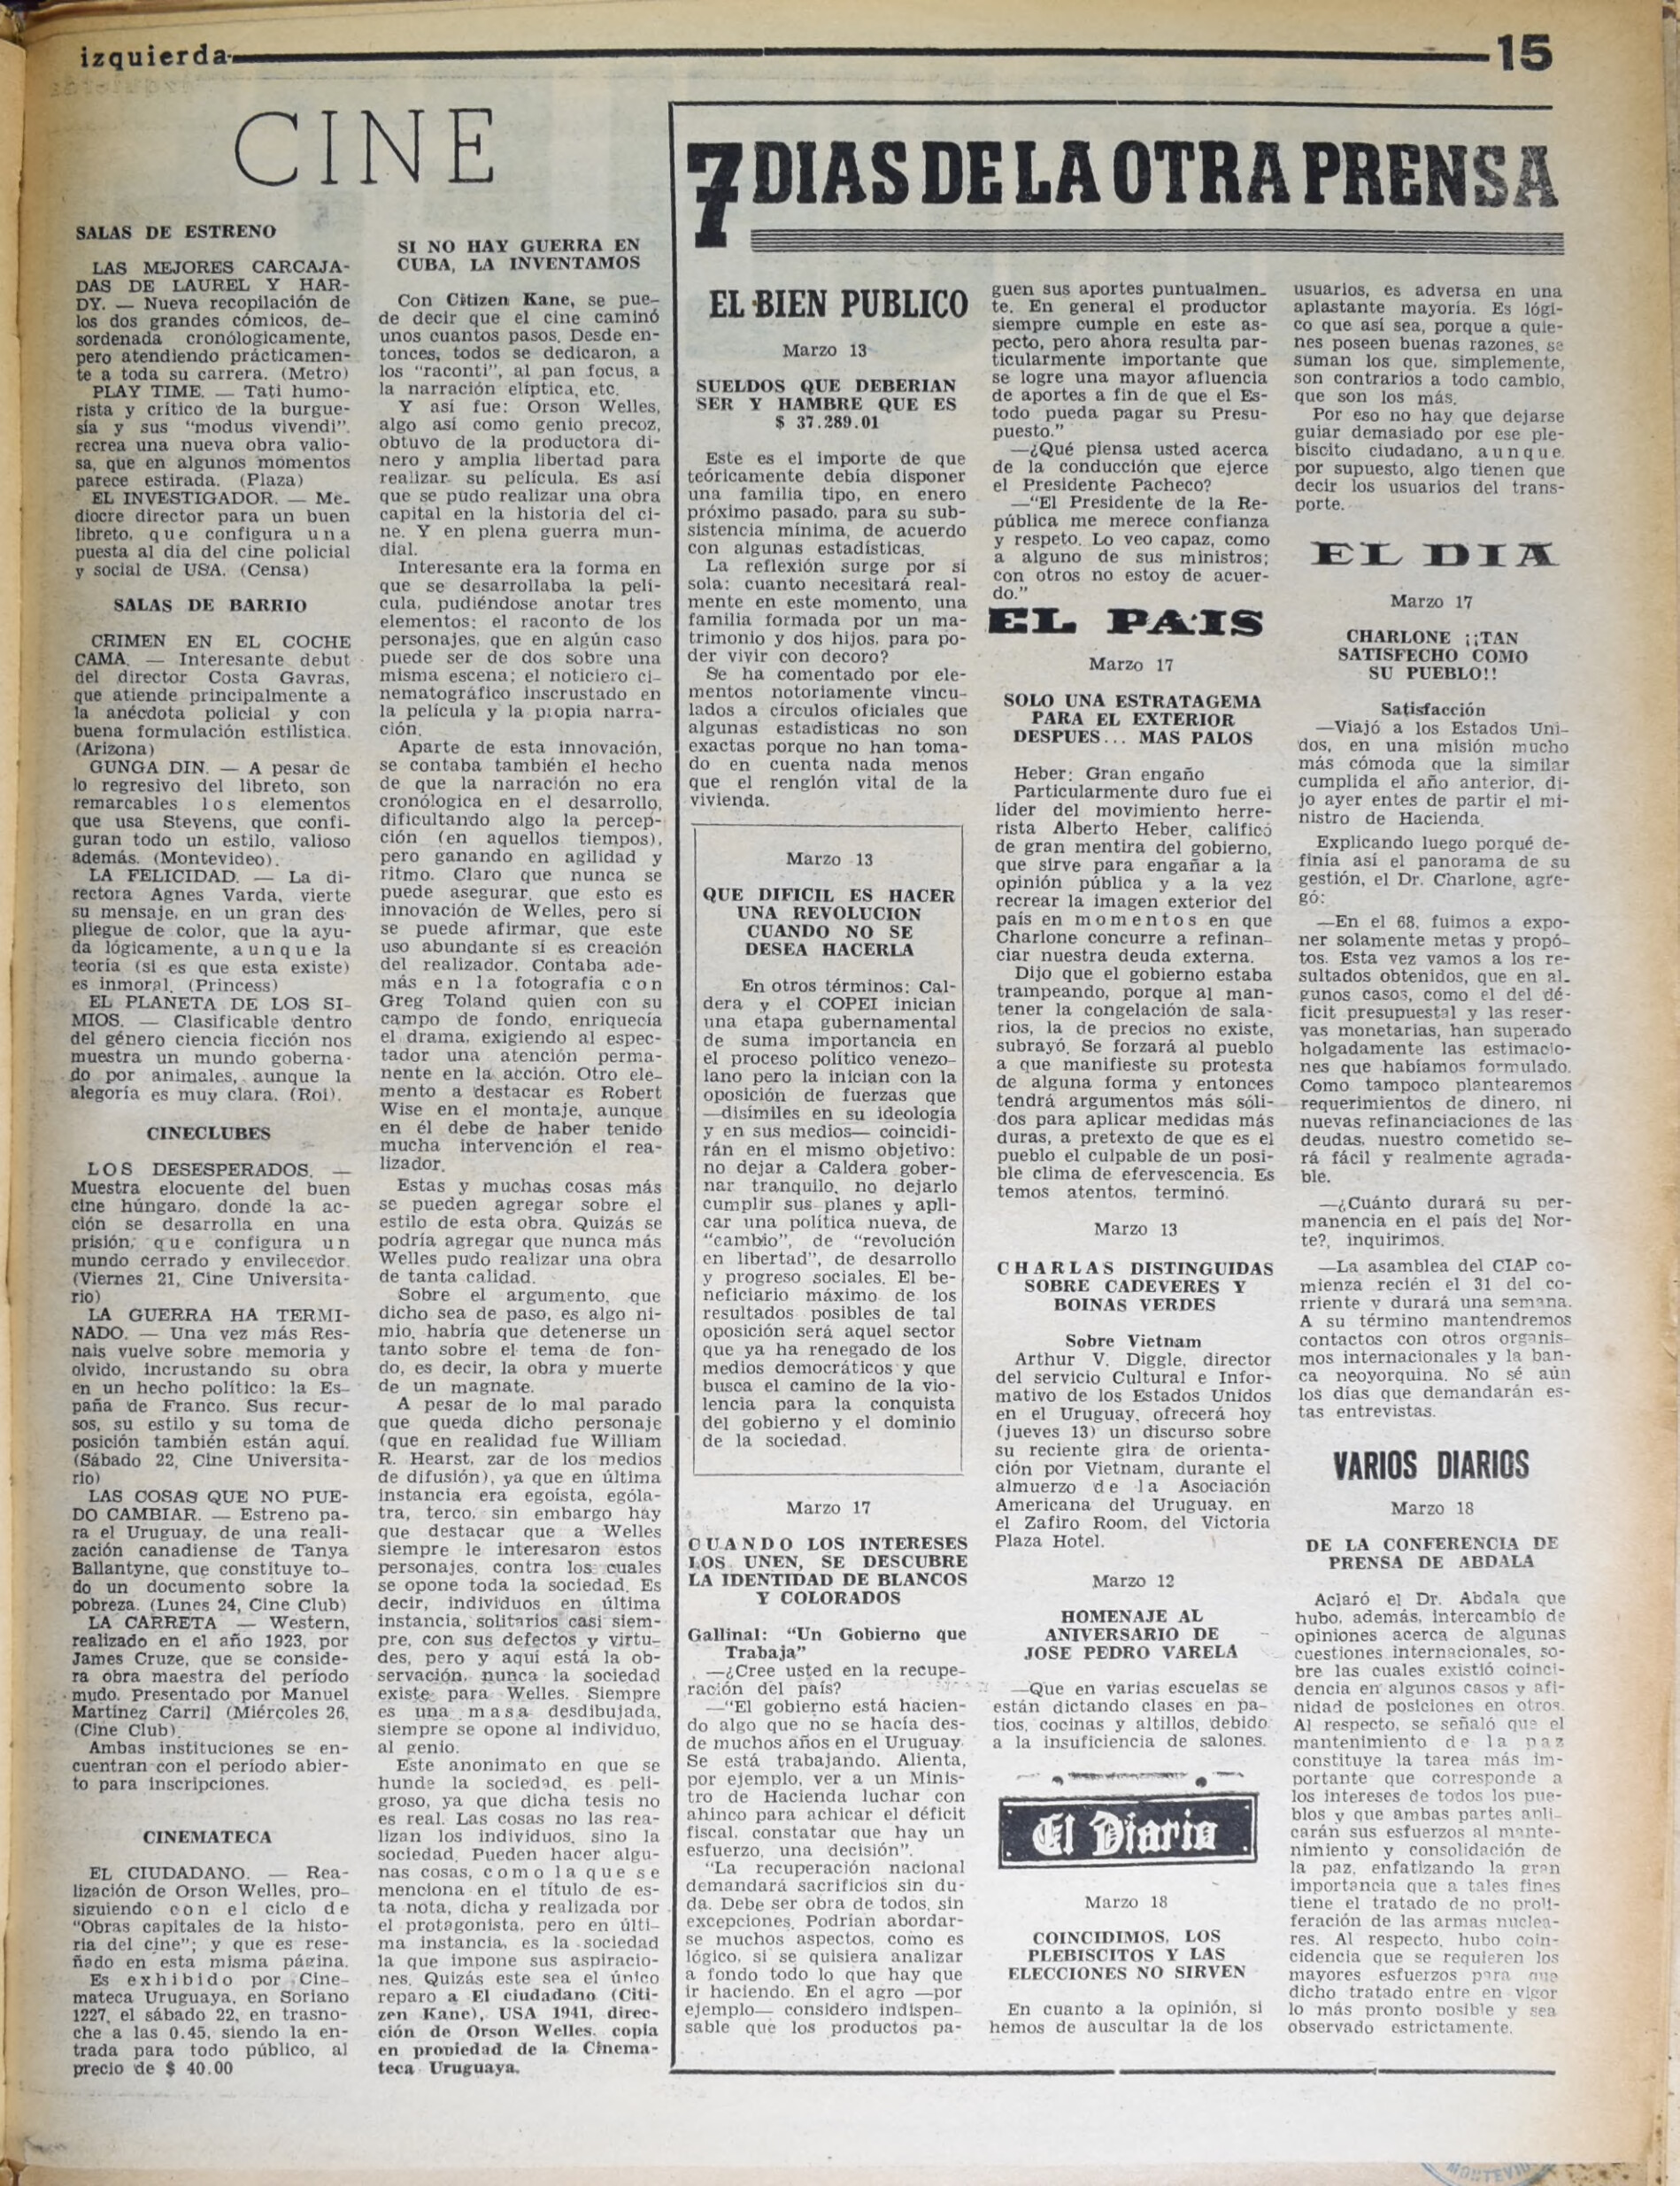 izquierda
15
CINE
SALAS DE ESTRENO
LAS MEJORES CARCAJA-
DAS DE LAUREL Y HAR-
DY. — Nueva recopilación de
los dos grandes cómicos, de-
sordenada cronólogicamente,
pero atendiendo prácticamen-
te a toda su carrera. (Metro)
PLAY TIME. — Tati humo-
rista y crítico de la burgue-
sía y sus "modus vivendi".
recrea una nueva obra valio-
sa, que en algunos momentos
parece estirada. (Plaza)
EL INVESTIGADOR. — Me-
diocre director para un buen
libreto, que configura una
puesta al día del cine policial
y social de USA. (Censa)
SALAS DE BARRIO
CRIMEN EN EL COCHE
CAMA. — Interesante debut
del director Costa Gavras,
que atiende principalmente a
la anécdota policial y con
buena formulación estilística.
(Arizona)
GUNGA DIN. — A pesar de
lo regresivo del libreto, son
remarcables los elementos
que usa Stevens, que confi-
guran todo un estilo, valioso
además. (Montevideo).
LA FELICIDAD. — La di-
rectora Agnes Varda, vierte
su mensaje, en un gran des
pliegue de color, que la ayu-
da lógicamente, aunque la
teoría (si es que esta existe)
es inmoral. (Princess)
EL PLANETA DE LOS SI-
MIOS. — Clasificable dentro
del género ciencia ficción nos
muestra un mundo goberna-
do por animales, aunque la
alegoría es muy clara. (Roi).
CINECLUBES
LOS DESESPERADOS. —
Muestra elocuente del buen
cine húngaro, donde la ac-
ción se desarrolla en una
prisión, que configura un
mundo cerrado y envilecedor.
(Viernes 21, Cine Universita-
rio)
LA GUERRA HA TERMI-
NADO. — Una vez más Res-
nais vuelve sobre memoria y
olvido, incrustando su obra
en un hecho político: la Es-
paña de Franco. Sus recur-
sos, su estilo y su toma de
posición también están aquí.
(Sábado 22, Cine Universita-
rio)
LAS COSAS QUE NO PUE-
DO CAMBIAR. — Estreno pa-
ra el Uruguay, de una reali-
zación canadiense de Tanya
Ballantyne, que constituye to-
do un documento sobre la
pobreza. (Lunes 24, Cine Club)
LA CARRETA — Western,
realizado en el año 1923, por
James Cruze, que se conside-
ra obra maestra del período
mudo. Presentado por Manuel
Martínez Carril (Miércoles 26,
(Cine Club).
Ambas instituciones se en-
cuentran con el período abier-
to para inscripciones.
CINEMATECA
EL CIUDADANO. — Rea-
lización de Orson Welles, pro-
siguiendo con el ciclo de
"Obras capitales de la histo-
ria del cine"; y que es rese-
ñado en esta misma página.
Es exhibido por Cine-
mateca Uruguaya, en Soriano
1227, el sábado 22, en trasno-
che a las 0.45, siendo la en-
trada para todo público, al
precio de $ 40.00
SI NO HAY GUERRA EN
CUBA, LA INVENTAMOS
Con Citizen Kane, se pue-
de decir que el cine caminó
unos cuantos pasos. Desde en-
tonces, todos se dedicaron, a
los "raconti", al pan focus, a
la narración elíptica, etc.
Y así fue: Orson Welles,
algo así como genio precoz,
obtuvo de la productora di-
nero y amplia libertad para
realizar su película. Es así
que se pudo realizar una obra
capital en la historia del ci-
ne. Y en plena guerra mun-
dial.
Interesante era la forma en
que se desarrollaba la pelí-
cula, pudiéndose anotar tres
elementos: el raconto de los
personajes, que en algún caso
puede ser de dos sobre una
misma escena; el noticiero ci-
nematográfico inscrustado en
la película y la propia narra-
ción.
Aparte de esta innovación,
se contaba también el hecho
de que la narración no era
cronólogica en el desarrollo,
dificultando algo la percep-
ción (en aquellos tiempos),
pero ganando en agilidad y
ritmo. Claro que nunca se
puede asegurar, que esto es
innovación de Welles, pero sí
se puede afirmar, que este
uso abundante sí es creación
del realizador. Contaba ade-
más en la fotografía con
Greg Toland quien con su
campo de fondo, enriquecía
el drama, exigiendo al espec-
tador una atención perma-
nente en la acción. Otro ele-
mento a destacar es Robert
Wise en el montaje, aunque
en él debe de haber tenido
mucha intervención el rea-
lizador.
Estas y muchas cosas más
se pueden agregar sobre el
estilo de esta obra. Quizás se
podría agregar que nunca más
Welles pudo realizar una obra
de tanta calidad.
Sobre el argumento, que
dicho sea de paso, es algo ni-
mio, habría que detenerse un
tanto sobre el tema de fon-
do, es decir, la obra y muerte
de un magnate.
A pesar de lo mal parado
que queda dicho personaje
(que en realidad fue William
R. Hearst, zar de los medios
de difusión), ya que en última
instancia era egoísta, ególa-
tra, terco, sin embargo hay
que destacar que a Welles
siempre le interesaron estos
personajes, contra los cuales
se opone toda la sociedad. Es
decir, individuos en última
instancia, solitarios casi siem-
pre, con sus defectos y virtu-
des, pero y aquí está la ob-
servación, nunca la sociedad
existe para Welles. Siempre
es una masa desdibujada,
siempre se opone al individuo,
al genio.
Este anonimato en que se
hunde la sociedad, es peli-
groso, ya que dicha tesis no
es real. Las cosas no las rea-
lizan los individuos, sino la
sociedad. Pueden hacer algu-
nas cosas, como la que se
menciona en el título de es-
ta nota, dicha y realizada por
el protagonista, pero en últi-
ma instancia, es la sociedad
la que impone sus aspiracio-
nes. Quizás este sea el único
reparo a El ciudadano (Citi-
zen Kane), USA 1941, direc-
ción de Orson Welles, copia
en propiedad de la Cinema-
teca Uruguaya.
7 DIAS DE LA OTRA PRENSA
EL BIEN PUBLICO
Marzo 13
SUELDOS QUE DEBERIAN
SER Y HAMBRE QUE ES
$ 37.289.01
Este es el importe de que
teóricamente debía disponer
una familia tipo, en enero
próximo pasado, para su sub-
sistencia mínima, de acuerdo
con algunas estadísticas.
La reflexión surge por sí
sola: cuanto necesitará real-
mente en este momento, una
familia formada por un ma-
trimonio y dos hijos, para po-
der vivir con decoro?
Se ha comentado por ele-
mentos notoriamente vincu-
lados a círculos oficiales que
algunas estadísticas no son
exactas porque no han toma-
do en cuenta nada menos
que el renglón vital de la
vivienda.
Marzo 13
QUE DIFICIL ES HACER
UNA REVOLUCION
CUANDO NO SE
DESEA HACERLA
En otros términos: Cal-
dera y el COPEI inician
una etapa gubernamental
de suma importancia en
el proceso político venezo-
lano pero la inician con la
oposición de fuerzas que
—disímiles en su ideología
y en sus medios— coincidi-
rán en el mismo objetivo:
no dejar a Caldera gober-
nar tranquilo, no dejarlo
cumplir sus planes y apli-
car una política nueva, de
"cambio", de "revolución
en libertad", de desarrollo
y progreso sociales. El be-
neficiario máximo de los
resultados posibles de tal
oposición será aquel sector
que ya ha renegado de los
medios democráticos y que
busca el camino de la vio-
lencia para la conquista
del gobierno y el dominio
de la sociedad.
Marzo 17
CUANDO LOS INTERESES
LOS UNEN, SE DESCUBRE
LA IDENTIDAD DE BLANCOS
Y COLORADOS
Gallinal: "Un Gobierno que
Trabaja"
—¿Cree usted en la recupe-
ración del país?
—"El gobierno está hacien-
do algo que no se hacía des-
de muchos años en el Uruguay.
Se está trabajando. Alienta,
por ejemplo, ver a un Minis-
tro de Hacienda luchar con
ahinco para achicar el déficit
fiscal, constatar que hay un
esfuerzo, una decisión".
"La recuperación nacional
demandará sacrificios sin du-
da. Debe ser obra de todos, sin
excepciones. Podrían abordar-
se muchos aspectos, como es
lógico, si se quisiera analizar
a fondo todo lo que hay que
ir haciendo. En el agro —por
ejemplo— considero indispen-
sable que los productos pa-
guen sus aportes puntualmen-
te. En general el productor
siempre cumple en este as-
pecto, pero ahora resulta par-
ticularmente importante que
se logre una mayor afluencia
de aportes a fin de que el Es-
todo pueda pagar su Presu-
puesto."
—¿Qué piensa usted acerca
de la conducción que ejerce
el Presidente Pacheco?
—"El Presidente de la Re-
pública me merece confianza
y respeto. Lo veo capaz, como
a alguno de sus ministros;
con otros no estoy de acuer-
do."
EL PAIS
Marzo 17
SOLO UNA ESTRATAGEMA
PARA EL EXTERIOR
DESPUES... MAS PALOS
Heber: Gran engaño
Particularmente duro fue el
líder del movimiento herre-
rista Alberto Heber, calificó
de gran mentira del gobierno,
que sirve para engañar a la
opinión pública y a la vez
recrear la imagen exterior del
país en momentos en que
Charlone concurre a refinan-
ciar nuestra deuda externa.
Dijo que el gobierno estaba
trampeando, porque al man-
tener la congelación de sala-
rios, la de precios no existe,
subrayó. Se forzará al pueblo
a que manifieste su protesta
de alguna forma y entonces
tendrá argumentos más sóli-
dos para aplicar medidas más
duras, a pretexto de que es el
pueblo el culpable de un posi-
ble clima de efervescencia. Es
temos atentos, terminó.
Marzo 13
CHARLAS DISTINGUIDAS
SOBRE CADEVERES Y
BOINAS VERDES
Sobre Vietnam
Arthur V. Diggle, director
del servicio Cultural e Infor-
mativo de los Estados Unidos
en el Uruguay, ofrecerá hoy
(jueves 13) un discurso sobre
su reciente gira de orienta-
ción por Vietnam, durante el
almuerzo de la Asociación
Americana del Uruguay, en
el Zafiro Room, del Victoria
Plaza Hotel.
Marzo 12
HOMENAJE AL
ANIVERSARIO DE
JOSE PEDRO VARELA
—Que en varias escuelas se
están dictando clases en pa-
tios, cocinas y altillos, debido
a la insuficiencia de salones.
El Diario
Marzo 18
COINCIDIMOS, LOS
PLEBISCITOS Y LAS
ELECCIONES NO SIRVEN
En cuanto a la opinión, si
hemos de auscultar la de los
usuarios, es adversa en una
aplastante mayoría. Es lógi-
co que así sea, porque a quie-
nes poseen buenas razones, se
suman los que, simplemente,
son contrarios a todo cambio,
que son los más.
Por eso no hay que dejarse
guiar demasiado por ese ple-
biscito ciudadano, aunque
por supuesto, algo tienen que
decir los usuarios del trans-
porte.
EL DIA
Marzo 17
CHARLONE ¡¡TAN
SATISFECHO COMO
SU PUEBLO!!
Satisfacción
—Viajó a los Estados Uni-
dos, en una misión mucho
más cómoda que la similar
cumplida el año anterior, di-
jo ayer entes de partir el mi-
nistro de Hacienda.
Explicando luego porqué de-
finía así el panorama de su
gestión, el Dr. Charlone, agre-
gó:
—En el 68, fuimos a expo-
ner solamente metas y propó-
tos. Esta vez vamos a los re-
sultados obtenidos, que en al-
gunos casos, como el del dé-
ficit presupuestal y las reser-
vas monetarias, han superado
holgadamente las estimacio-
nes que habíamos formulado.
Como tampoco plantearemos
requerimientos de dinero, ni
nuevas refinanciaciones de las
deudas, nuestro cometido se-
rá fácil y realmente agrada-
ble.
—¿Cuánto durará su per-
manencia en el país del Nor-
te?, inquirimos.
—La asamblea del CIAP co-
mienza recién el 31 del co-
rriente y durará una semana.
A su término mantendremos
contactos con otros organis-
mos internacionales y la ban-
ca neoyorquina. No sé aún
los días que demandarán es-
tas entrevistas.
VARIOS DIARIOS
Marzo 18
DE LA CONFERENCIA DE
PRENSA DE ABDALA
Aclaró el Dr. Abdala que
hubo, además, intercambio de
opiniones acerca de algunas
cuestiones internacionales, so-
bre las cuales existió coinci-
dencia en algunos casos y afi-
nidad de posiciones en otros.
Al respecto, se señaló que el
mantenimiento de la paz
constituye la tarea más im-
portante que corresponde a
los intereses de todos los pue-
blos y que ambas partes apli-
carán sus esfuerzos al mante-
nimiento y consolidación de
la paz, enfatizando la gran
importancia que a tales fines
tiene el tratado de no proli-
feración de las armas nuclea-
res. Al respecto, hubo coin-
cidencia que se requieren los
mayores esfuerzos para que
dicho tratado entre en vigor
lo más pronto posible y sea
observado estrictamente.